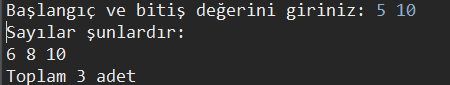 Başlangıç ve bitiş değerini giriniz: 5 10
Sayılar şunlardır:
6 8 10
Toplam 3 adet